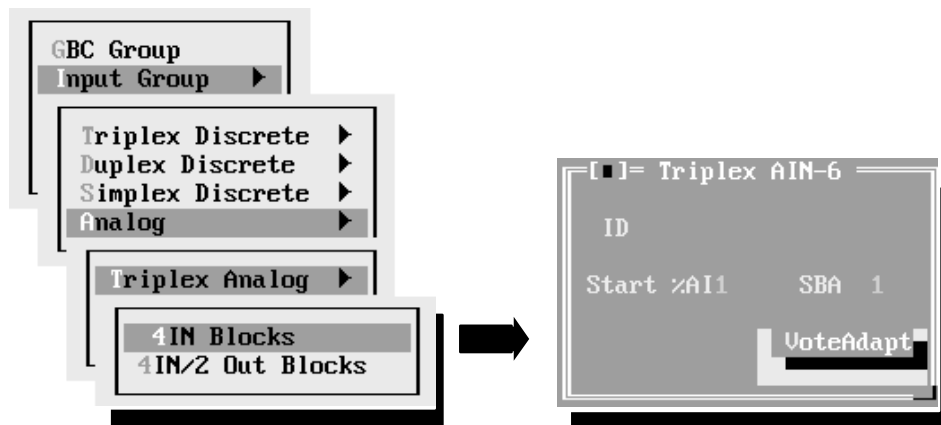 GBC Group
Input Group ►
Triplex Discrete ►
Duplex Discrete ►
Simplex Discrete ►
Analog ►
Triplex Analog ►
4IN Blocks
4IN/2 Out Blocks
[■]= Triplex AIN-6
ID
Start %AI1 SBA 1
VoteAdapt